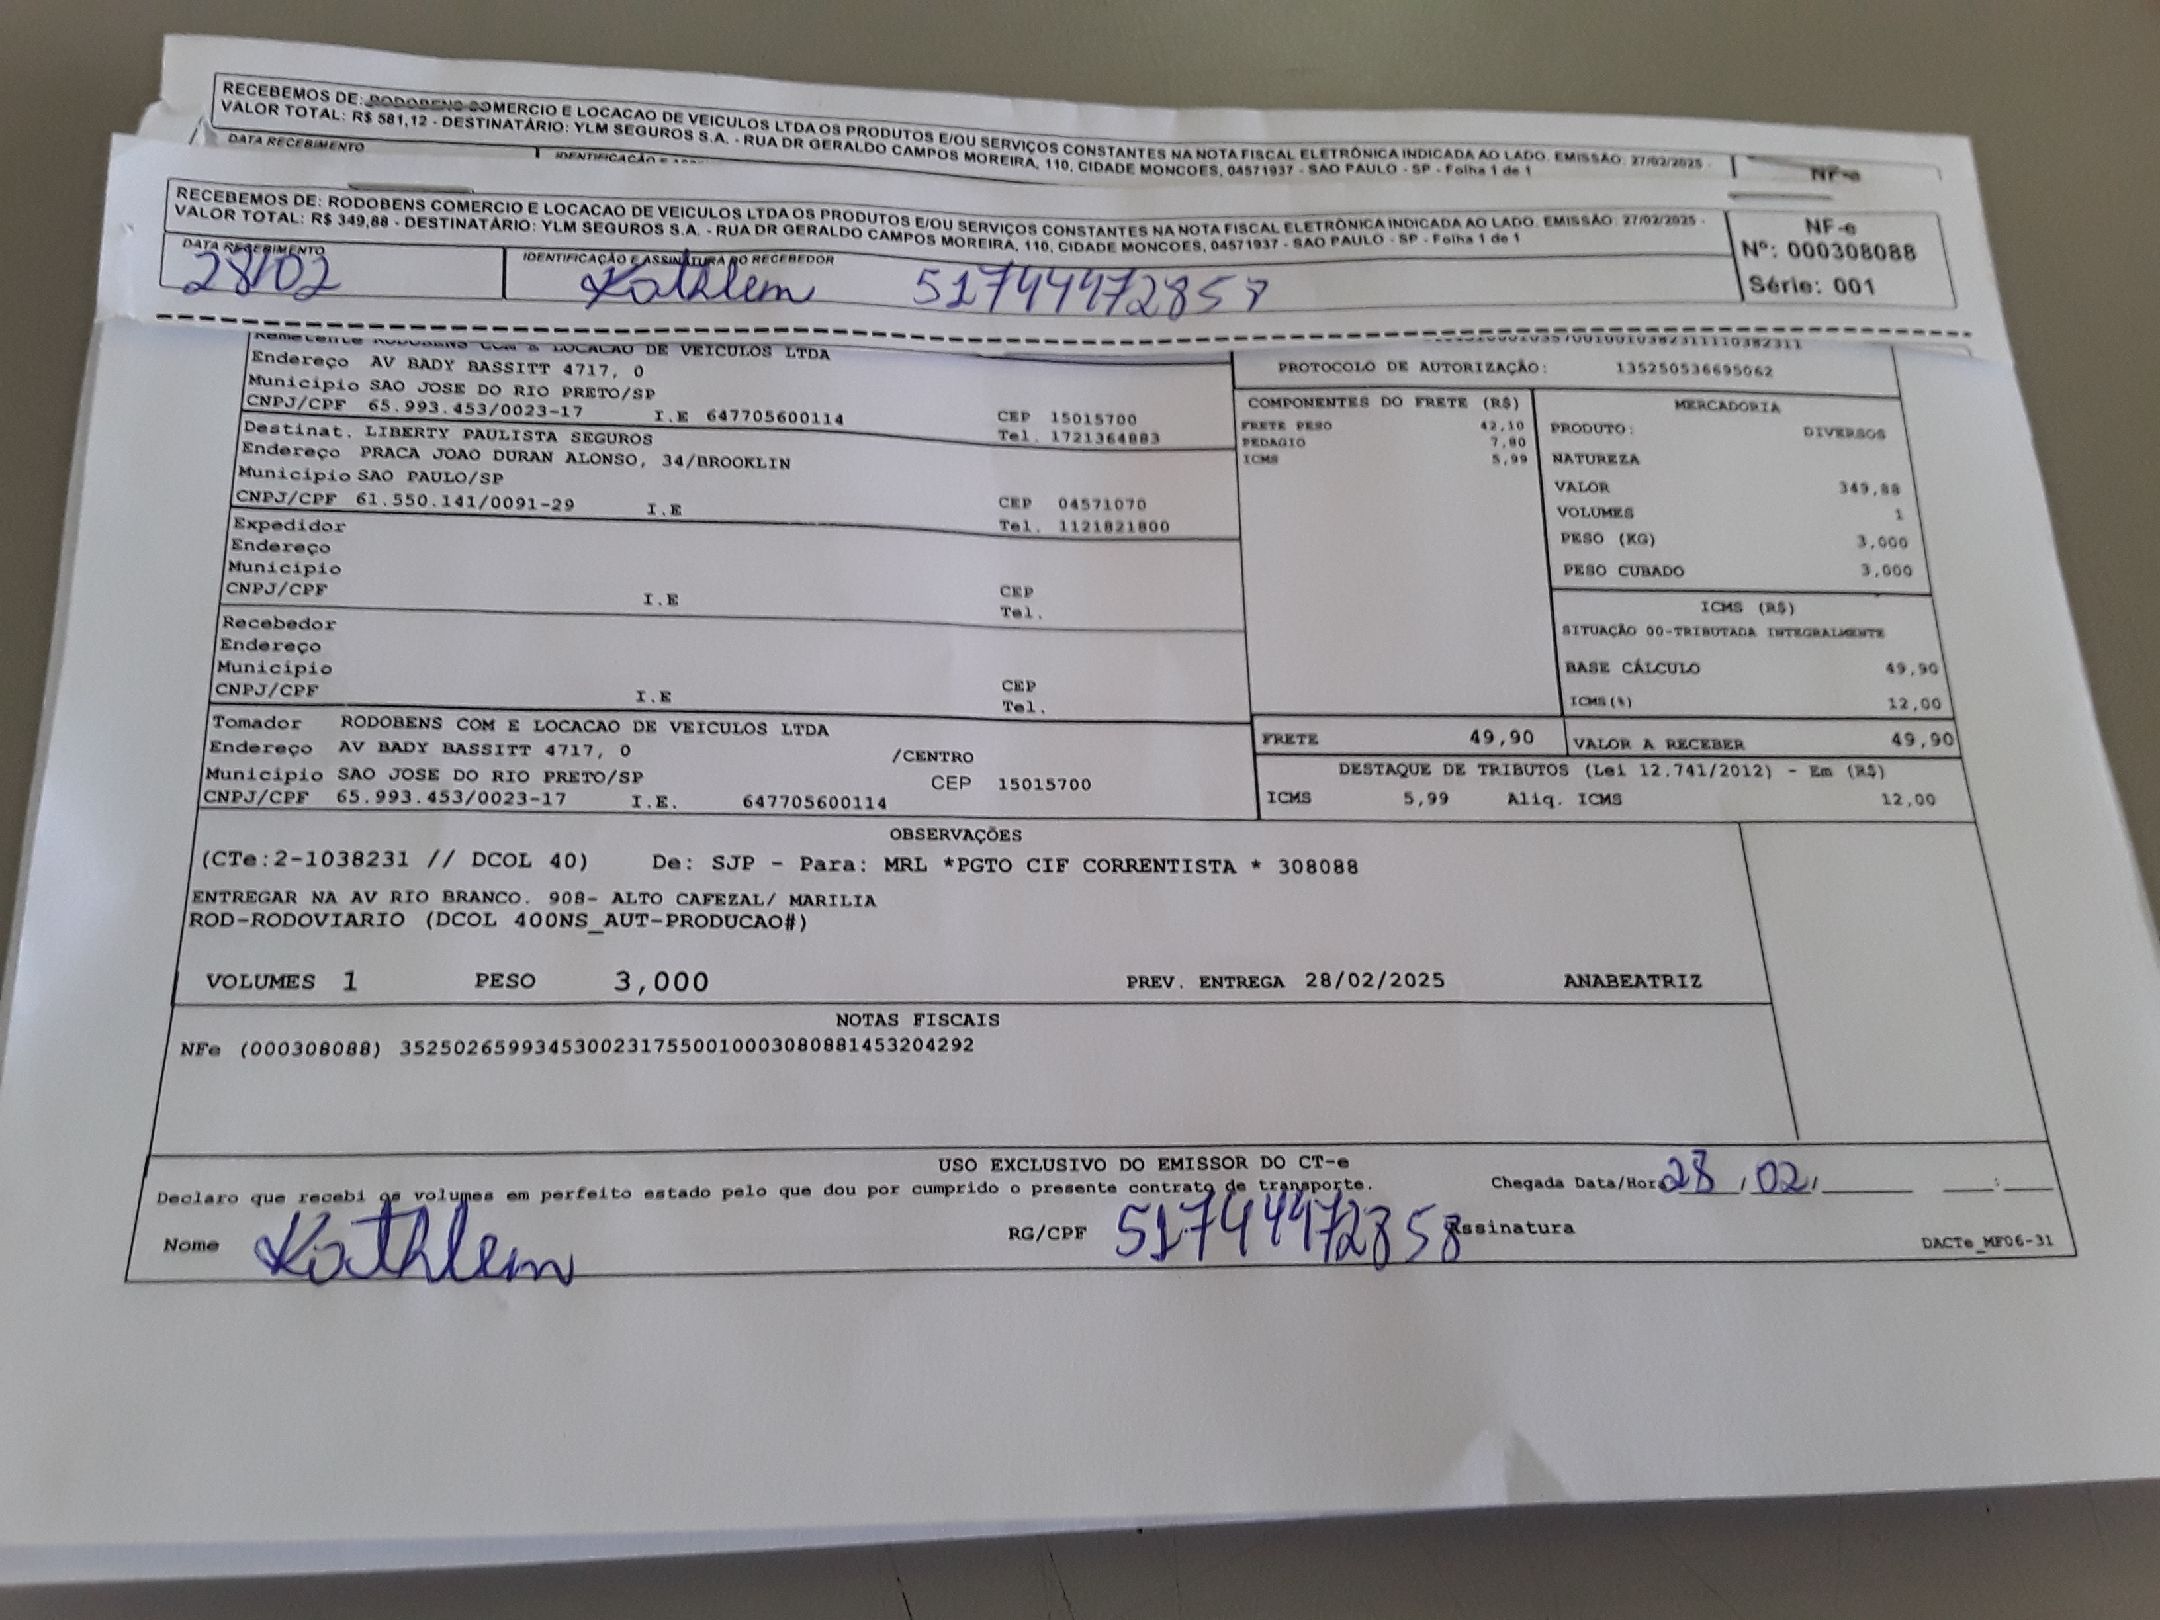 RECEBEMOS DE: RODOBENS COMERCIO E LOCACAO DE VEICULOS LTDA OS PRODUTOS E/OU SERVIÇOS CONSTANTES NA NOTA FISCAL ELETRÔNICA INDICADA AO LADO. EMISSÃO: 27/02/2025 -
VALOR TOTAL: R$ 581,12 - DESTINATÁRIO: YLM SEGUROS S.A. - RUA DR GERALDO CAMPOS MOREIRA, 110, CIDADE MONCOES, 04571937 - SAO PAULO - SP - Folha 1 de 1
NF-e
DATA RECEBIMENTO
RECEBEMOS DE: RODOBENS COMERCIO E LOCACAO DE VEICULOS LTDA OS PRODUTOS E/OU SERVIÇOS CONSTANTES NA NOTA FISCAL ELETRÔNICA INDICADA AO LADO. EMISSÃO: 27/02/2025 -
VALOR TOTAL: R$ 349,88 - DESTINATÁRIO: YLM SEGUROS S.A. - RUA DR GERALDO CAMPOS MOREIRA, 110, CIDADE MONCOES, 04571937 - SAO PAULO - SP - Folha 1 de 1
NF-e
Nº: 000308088
Série: 001
DATA RECEBIMENTO
28/02
IDENTIFICAÇÃO E ASSINATURA DO RECEBEDOR
Kathlem 51744472857
Remetente RODOBENS COM E LOCACAO DE VEICULOS LTDA
Endereço AV BADY BASSITT 4717, 0
Município SAO JOSE DO RIO PRETO/SP
CNPJ/CPF 65.993.453/0023-17 I.E 647705600114 CEP 15015700
Tel. 1721364883
Destinat. LIBERTY PAULISTA SEGUROS
Endereço PRACA JOAO DURAN ALONSO, 34/BROOKLIN
Município SAO PAULO/SP
CNPJ/CPF 61.550.141/0091-29 I.E CEP 04571070
Tel. 1121821800
Expedidor
Endereço
Município
CNPJ/CPF I.E CEP
Tel.
Recebedor
Endereço
Município
CNPJ/CPF I.E CEP
Tel.
Tomador RODOBENS COM E LOCACAO DE VEICULOS LTDA
Endereço AV BADY BASSITT 4717, 0 /CENTRO
Município SAO JOSE DO RIO PRETO/SP CEP 15015700
CNPJ/CPF 65.993.453/0023-17 I.E. 647705600114
PROTOCOLO DE AUTORIZAÇÃO: 135250536695062
COMPONENTES DO FRETE (R$)
FRETE PESO 42,10
PEDAGIO 7,80
ICMS 5,99
MERCADORIA
PRODUTO: DIVERSOS
NATUREZA
VALOR 349,88
VOLUMES 1
PESO (KG) 3,000
PESO CUBADO 3,000
ICMS (R$)
SITUAÇÃO 00-TRIBUTADA INTEGRALMENTE
BASE CÁLCULO 49,90
ICMS(%) 12,00
FRETE 49,90 VALOR A RECEBER 49,90
DESTAQUE DE TRIBUTOS (Lei 12.741/2012) - Em (R$)
ICMS 5,99 Aliq. ICMS 12,00
OBSERVAÇÕES
(CTe:2-1038231 // DCOL 40) De: SJP - Para: MRL *PGTO CIF CORRENTISTA * 308088
ENTREGAR NA AV RIO BRANCO. 908- ALTO CAFEZAL/ MARILIA
ROD-RODOVIARIO (DCOL 400NS_AUT-PRODUCAO#)
VOLUMES 1 PESO 3,000 PREV. ENTREGA 28/02/2025 ANABEATRIZ
NOTAS FISCAIS
NFe (000308088) 35250265993453002317550010003080881453204292
USO EXCLUSIVO DO EMISSOR DO CT-e
Declaro que recebi os volumes em perfeito estado pelo que dou por cumprido o presente contrato de transporte. Chegada Data/Hora 28/02/
Nome Kathlem RG/CPF 51744472858 Assinatura
DACTe_MF06-31